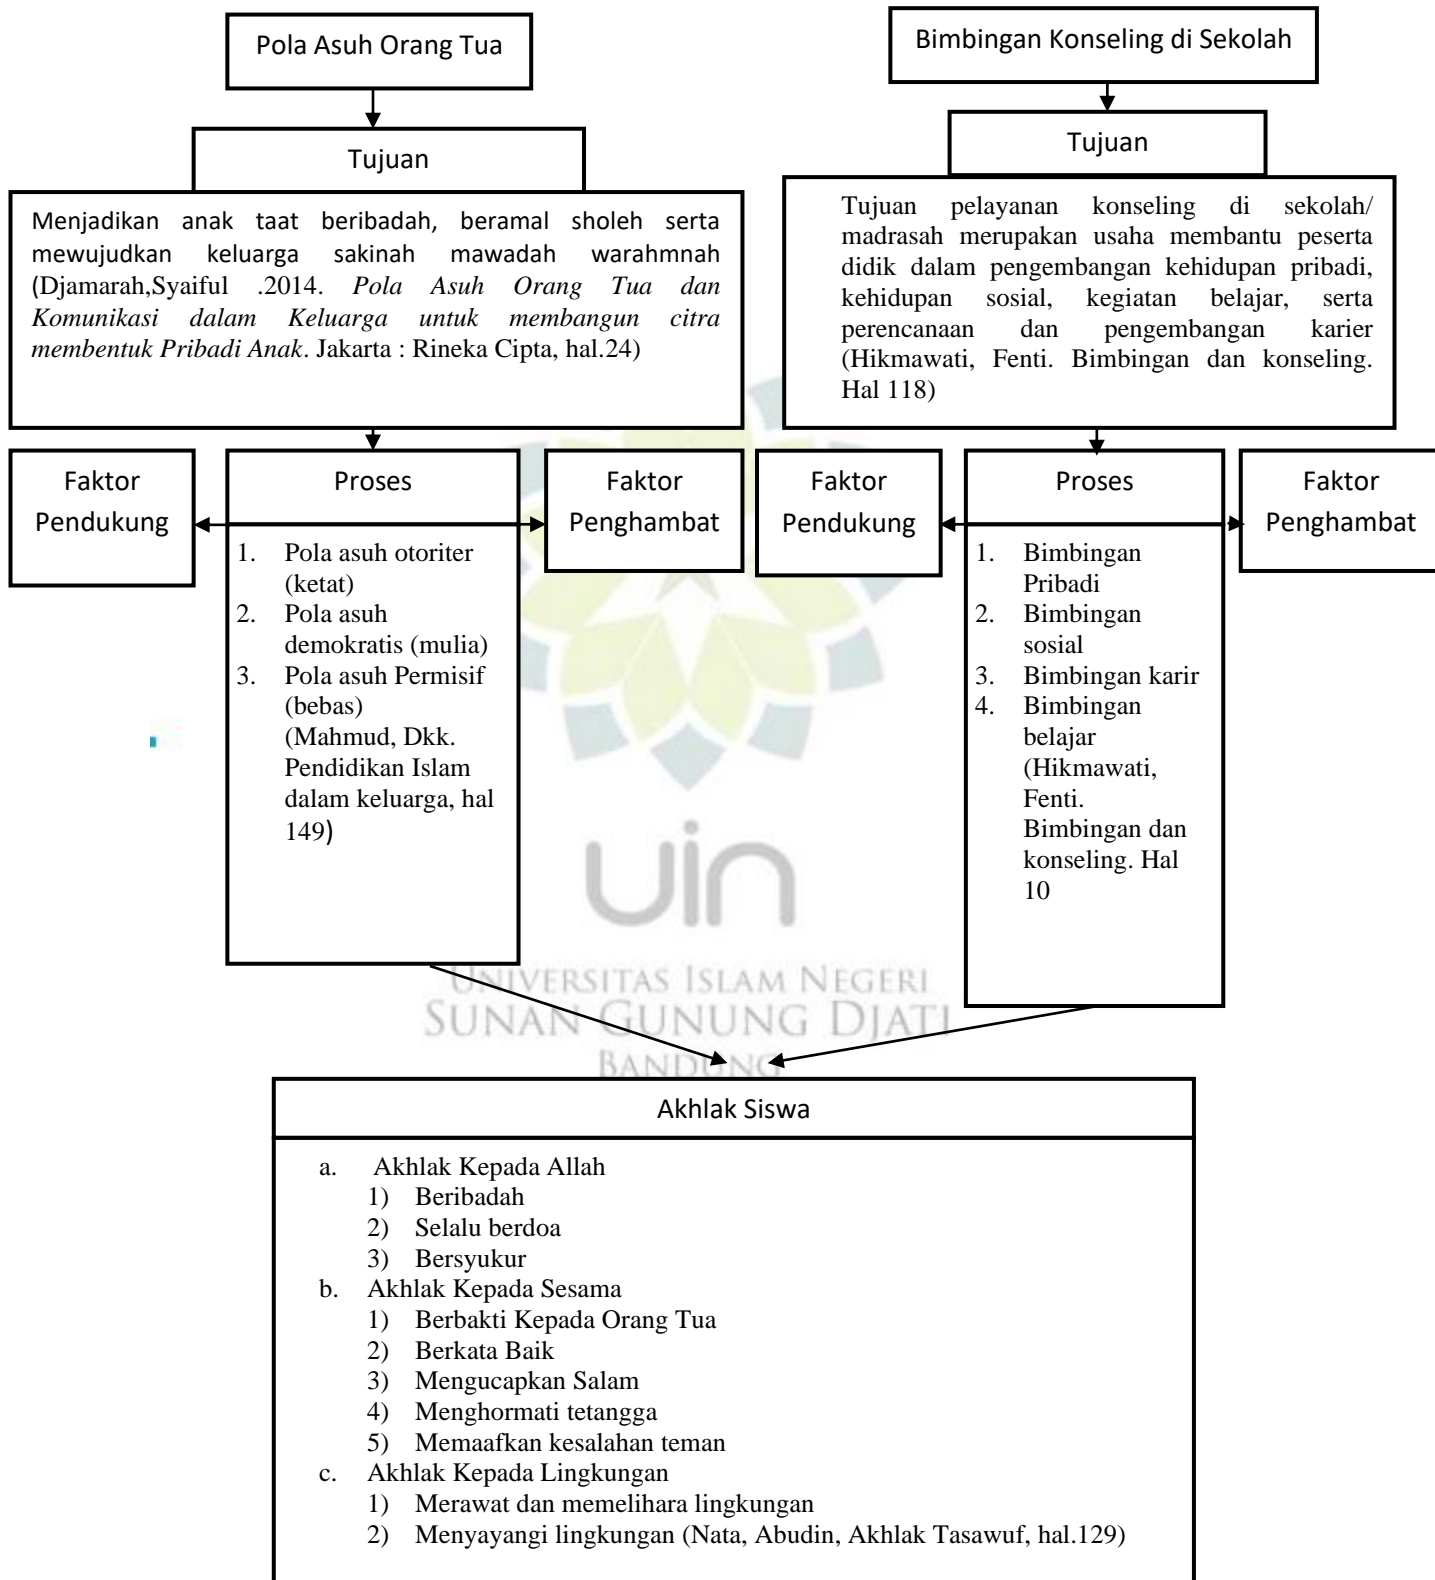 Pola Asuh Orang Tua
Tujuan
Menjadikan anak taat beribadah, beramal sholeh serta
mewujudkan keluarga sakinah mawadah warahmnah
(Djamarah,Syaiful .2014. Pola Asuh Orang Tua dan
Komunikasi dalam Keluarga untuk membangun citra
membentuk Pribadi Anak. Jakarta : Rineka Cipta, hal.24)
Faktor
Pendukung
Proses
1. Pola asuh otoriter
(ketat)
2. Pola asuh
demokratis (mulia)
3. Pola asuh Permisif
(bebas)
(Mahmud, Dkk.
Pendidikan Islam
dalam keluarga, hal
149)
Faktor
Penghambat
Bimbingan Konseling di Sekolah
Tujuan
Tujuan pelayanan konseling di sekolah/
madrasah merupakan usaha membantu peserta
didik dalam pengembangan kehidupan pribadi,
kehidupan sosial, kegiatan belajar, serta
perencanaan dan pengembangan karier
(Hikmawati, Fenti. Bimbingan dan konseling.
Hal 118)
Faktor
Pendukung
Proses
1. Bimbingan
Pribadi
2. Bimbingan
sosial
3. Bimbingan karir
4. Bimbingan
belajar
(Hikmawati,
Fenti.
Bimbingan dan
konseling. Hal
10
Faktor
Penghambat
uin
UNIVERSITAS ISLAM NEGERI
SUNAN GUNUNG DJATI
BANDUNG
Akhlak Siswa
a. Akhlak Kepada Allah
1) Beribadah
2) Selalu berdoa
3) Bersyukur
b. Akhlak Kepada Sesama
1) Berbakti Kepada Orang Tua
2) Berkata Baik
3) Mengucapkan Salam
4) Menghormati tetangga
5) Memaafkan kesalahan teman
c. Akhlak Kepada Lingkungan
1) Merawat dan memelihara lingkungan
2) Menyayangi lingkungan (Nata, Abudin, Akhlak Tasawuf, hal.129)